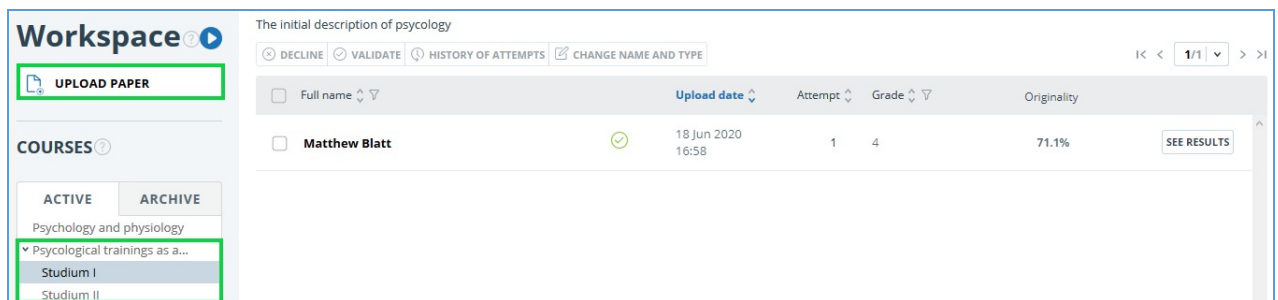 Workspace ?
UPLOAD PAPER
COURSES ?
ACTIVE ARCHIVE
Psychology and physiology
Psycological trainings as a...
Studium I
Studium II
The initial description of psycology
DECLINE VALIDATE HISTORY OF ATTEMPTS CHANGE NAME AND TYPE
1/1
Full name Upload date Attempt Grade Originality
Matthew Blatt 18 Jun 2020 1 4 71.1% SEE RESULTS
16:58